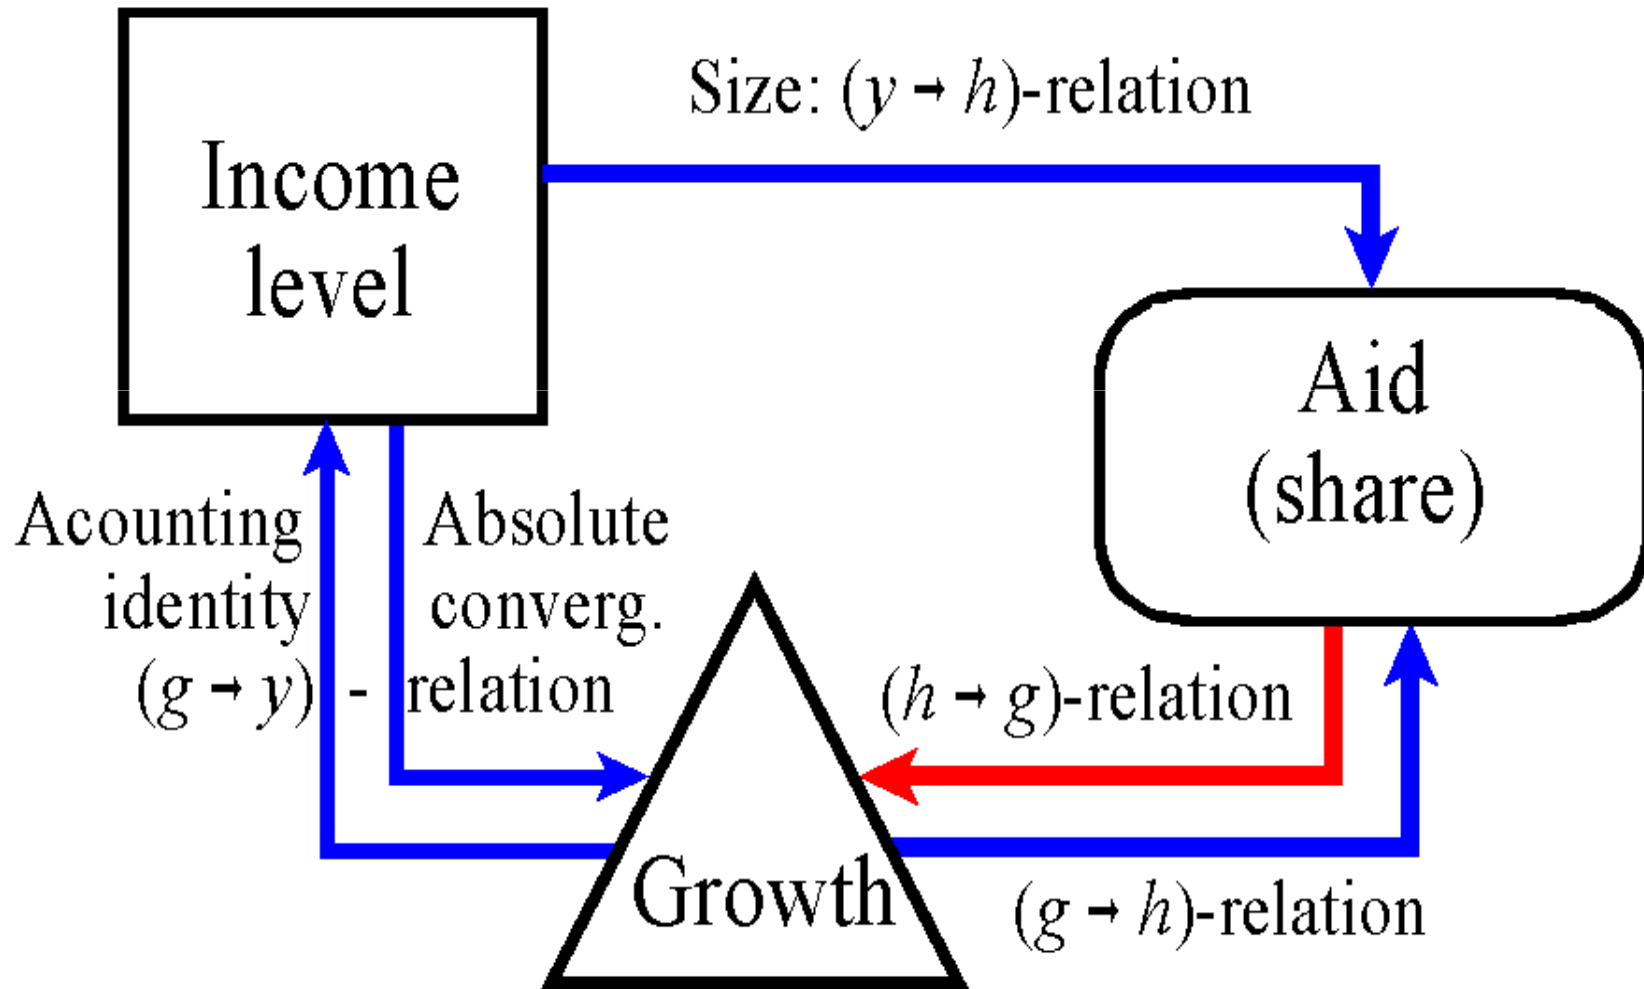 Size: (y → h)-relation
Income
level
Aid
(share)
Acounting
identity
(g → y) - relation
Absolute
converg.
(h → g)-relation
Growth
(g → h)-relation